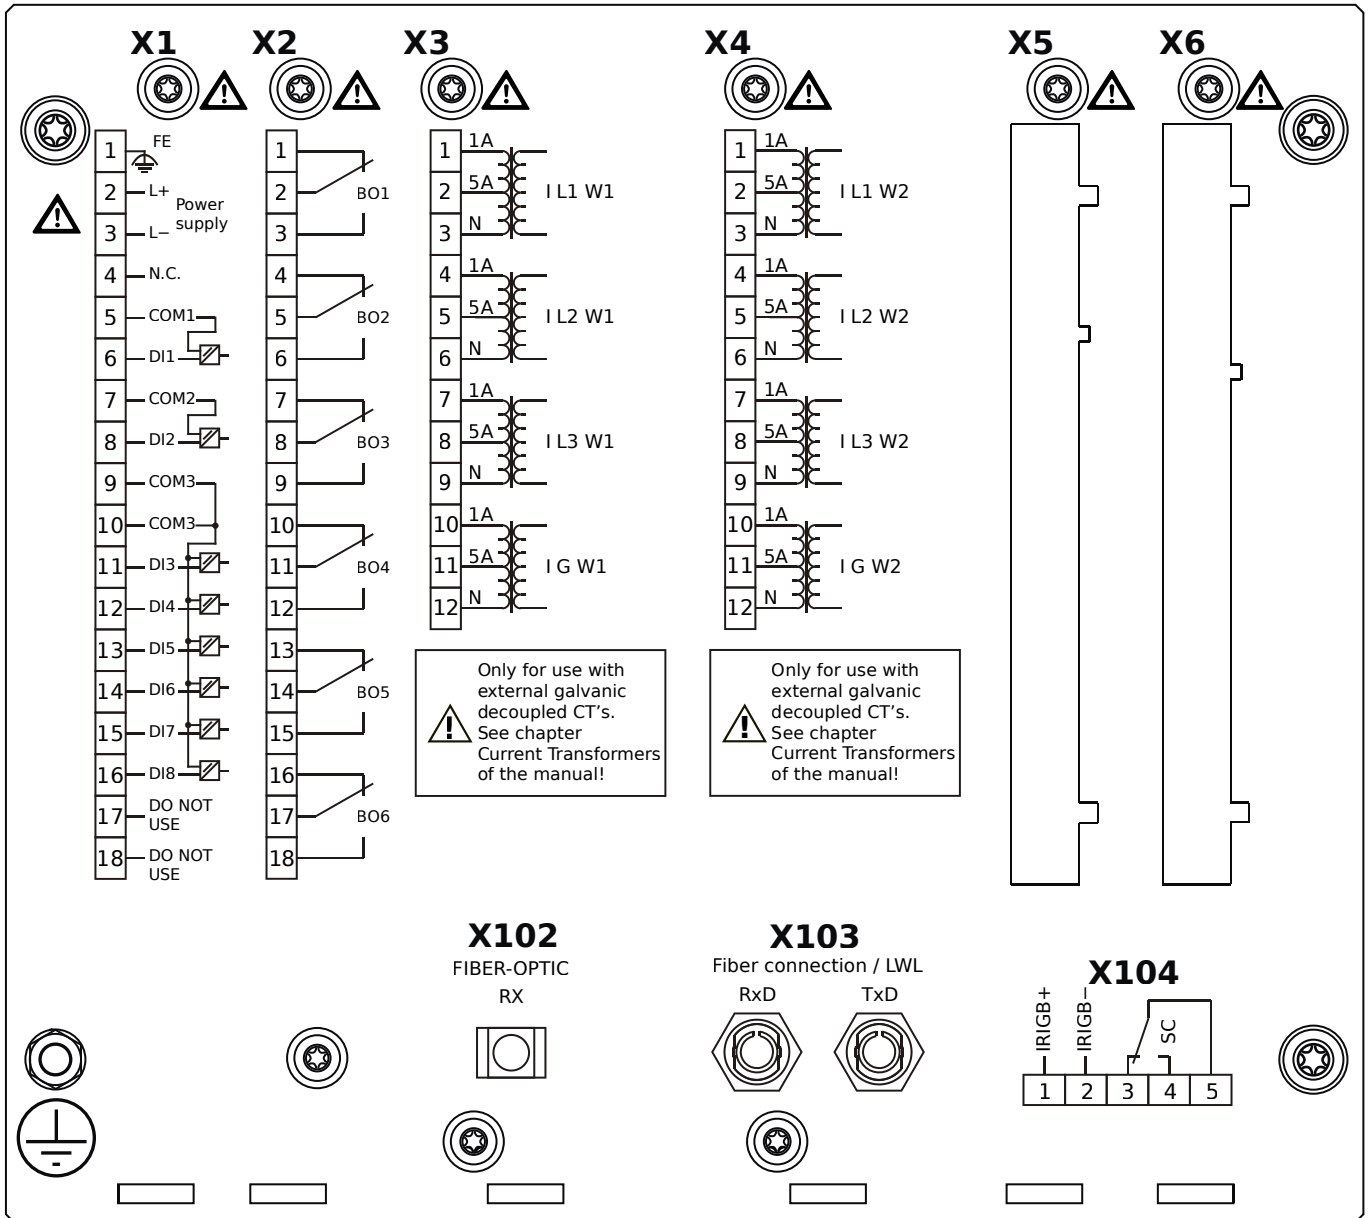 X1
X2
X3
X4
X5
X6
1
FE
2
L+
Power
supply
3
L−
4
N.C.
5
COM1
6
DI1
7
COM2
8
DI2
9
COM3
10
COM3
11
DI3
12
DI4
13
DI5
14
DI6
15
DI7
16
DI8
17
DO NOT
USE
18
DO NOT
USE
1
2
BO1
3
4
5
BO2
6
7
8
BO3
9
10
11
BO4
12
13
14
BO5
15
16
17
BO6
18
1
1A
2
5A
I L1 W1
3
N
4
1A
5
5A
I L2 W1
6
N
7
1A
8
5A
I L3 W1
9
N
10
1A
11
5A
I G W1
12
N
Only for use with
external galvanic
decoupled CT's.
See chapter
Current Transformers
of the manual!
1
1A
2
5A
I L1 W2
3
N
4
1A
5
5A
I L2 W2
6
N
7
1A
8
5A
I L3 W2
9
N
10
1A
11
5A
I G W2
12
N
Only for use with
external galvanic
decoupled CT's.
See chapter
Current Transformers
of the manual!
X102
FIBER-OPTIC
RX
X103
Fiber connection / LWL
RxD
TxD
X104
IRIGB+
IRIGB−
SC
1
2
3
4
5